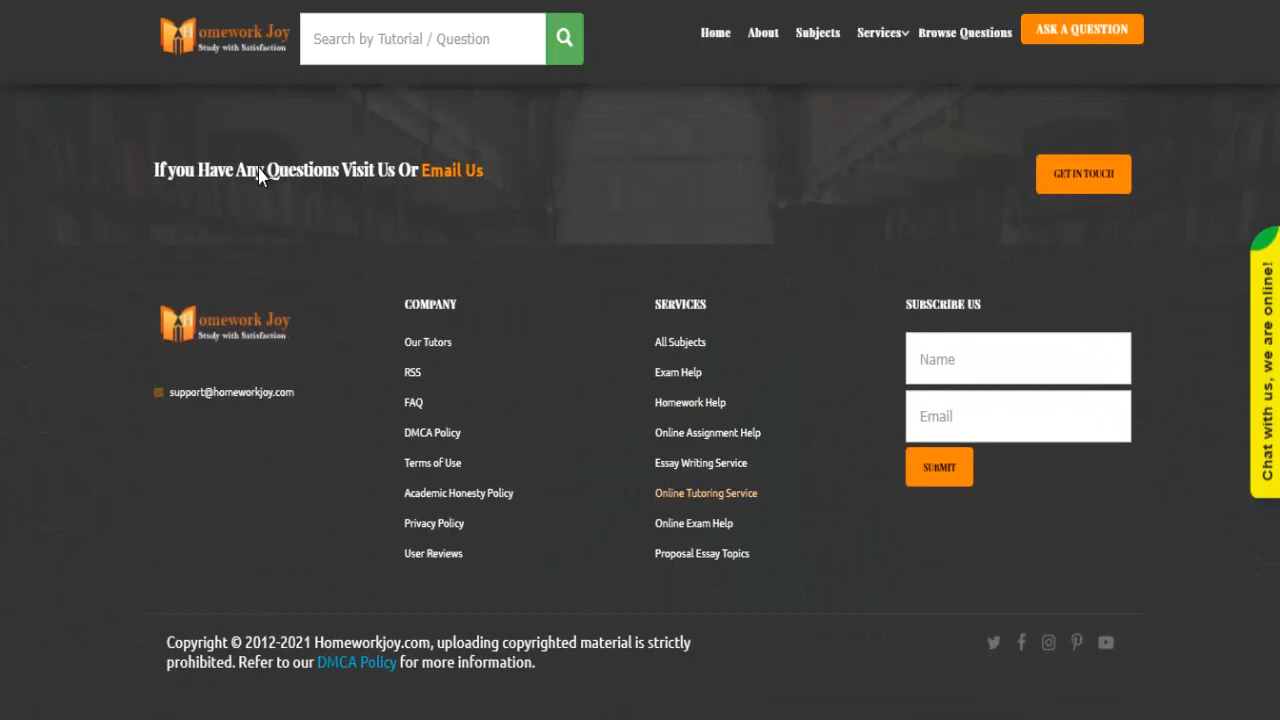 omework Joy
Study with Satisfaction
Search by Tutorial / Question
Home About Subjects Services Browse Questions ASK A QUESTION
If you Have Any Questions Visit Us Or Email Us
GET IN TOUCH
Chat with us, we are online!
omework Joy
Study with Satisfaction
support@homeworkjoy.com
COMPANY
Our Tutors
RSS
FAQ
DMCA Policy
Terms of Use
Academic Honesty Policy
Privacy Policy
User Reviews
SERVICES
All Subjects
Exam Help
Homework Help
Online Assignment Help
Essay Writing Service
Online Tutoring Service
Online Exam Help
Proposal Essay Topics
SUBSCRIBE US
Name
Email
SUBMIT
Copyright © 2012-2021 Homeworkjoy.com, uploading copyrighted material is strictly
prohibited. Refer to our DMCA Policy for more information.